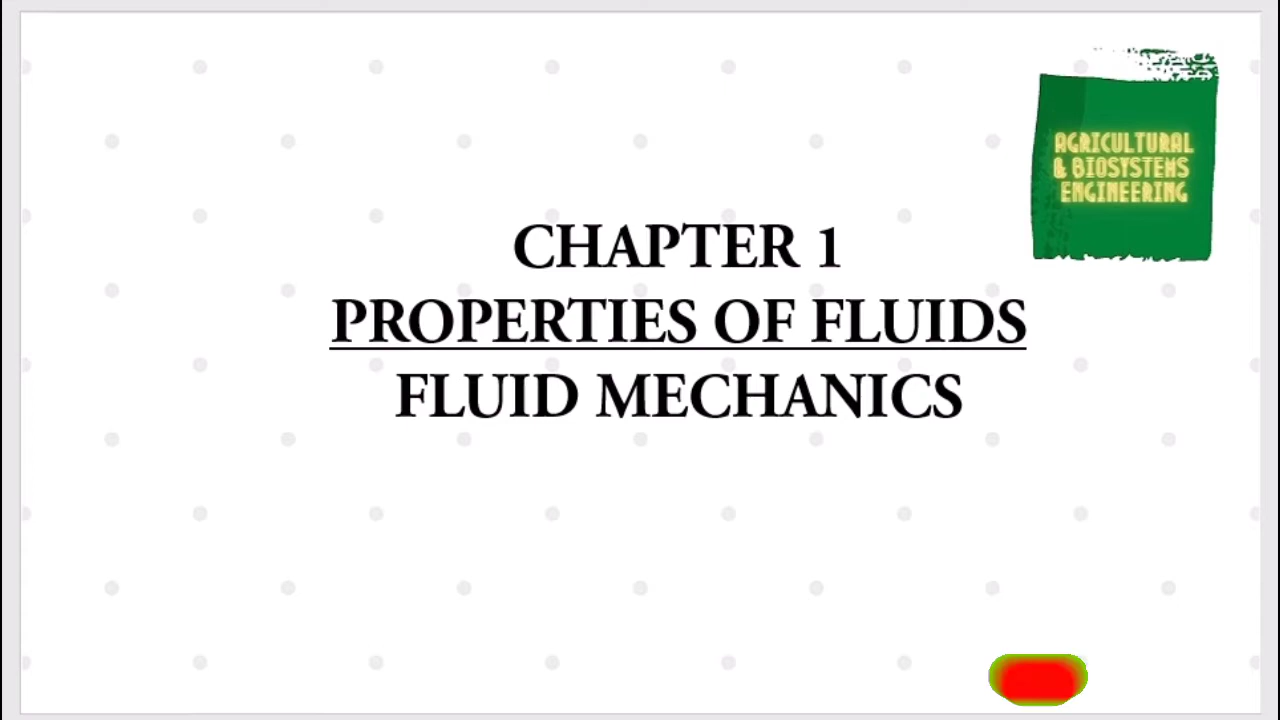 AGRICULTURAL
& BIOSYSTEMS
ENGINEERING
CHAPTER 1
PROPERTIES OF FLUIDS
FLUID MECHANICS